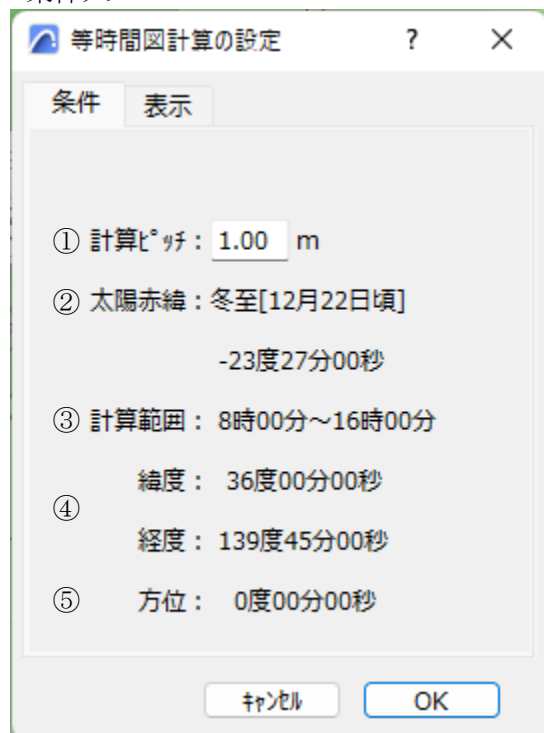 等時間図計算の設定 ? ×
条件 表示
① 計算ﾋﾟｯﾁ： 1.00 m
② 太陽赤緯：冬至[12月22日頃]
-23度27分00秒
③ 計算範囲： 8時00分～16時00分
④ 緯度： 36度00分00秒
経度： 139度45分00秒
⑤ 方位： 0度00分00秒
ｷｬﾝｾﾙ OK